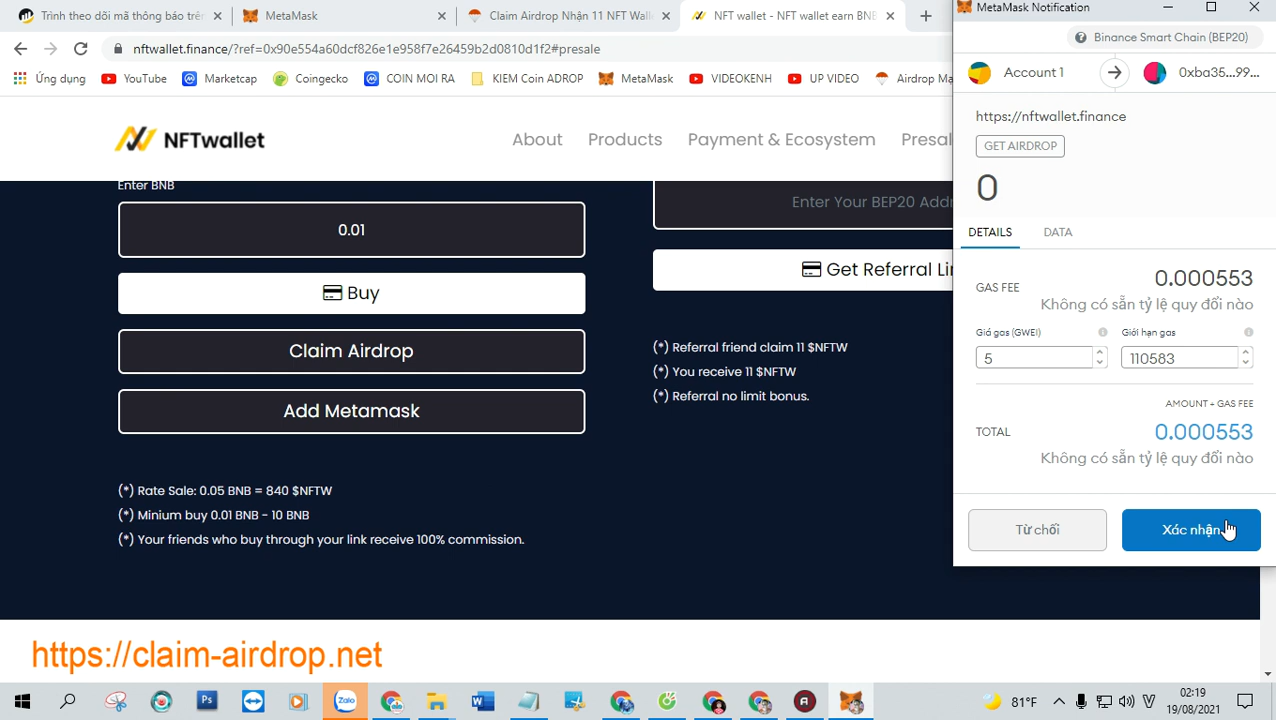 Trình theo dõi mã thông báo trên
MetaMask
Claim Airdrop Nhận 11 NFT Walle
NFT wallet - NFT wallet earn BNB
MetaMask Notification
nftwallet.finance/?ref=0x90e554a60dcf826e1e958f7e26459b2d0810d1f2#presale
Ứng dụng
YouTube
Marketcap
Coingecko
COIN MOI RA
KIEM Coin ADROP
MetaMask
VIDEOKENH
UP VIDEO
Airdrop Ma
NFTwallet
About
Products
Payment & Ecosystem
Presal
Enter BNB
0.01
Buy
Claim Airdrop
Add Metamask
(*) Rate Sale: 0.05 BNB = 840 $NFTW
(*) Minium buy 0.01 BNB - 10 BNB
(*) Your friends who buy through your link receive 100% commission.
Enter Your BEP20 Addr
Get Referral Lin
(*) Referral friend claim 11 $NFTW
(*) You receive 11 $NFTW
(*) Referral no limit bonus.
Binance Smart Chain (BEP20)
Account 1
0xba35...99...
https://nftwallet.finance
GET AIRDROP
0
DETAILS
DATA
GAS FEE
0.000553
Không có sẵn tỷ lệ quy đổi nào
Giá gas (GWEI)
Giới hạn gas
5
110583
AMOUNT + GAS FEE
TOTAL
0.000553
Không có sẵn tỷ lệ quy đổi nào
Từ chối
Xác nhận
https://claim-airdrop.net
Zalo
81°F
02:19
19/08/2021